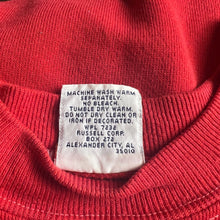 MACHINE WASH WARM
SEPARATELY.
NO BLEACH.
TUMBLE DRY WARM.
DO NOT DRY CLEAN OR
IRON IF DECORATED.
WPL 7232
RUSSELL CORP.
BOX 272
ALEXANDER CITY, AL
35010